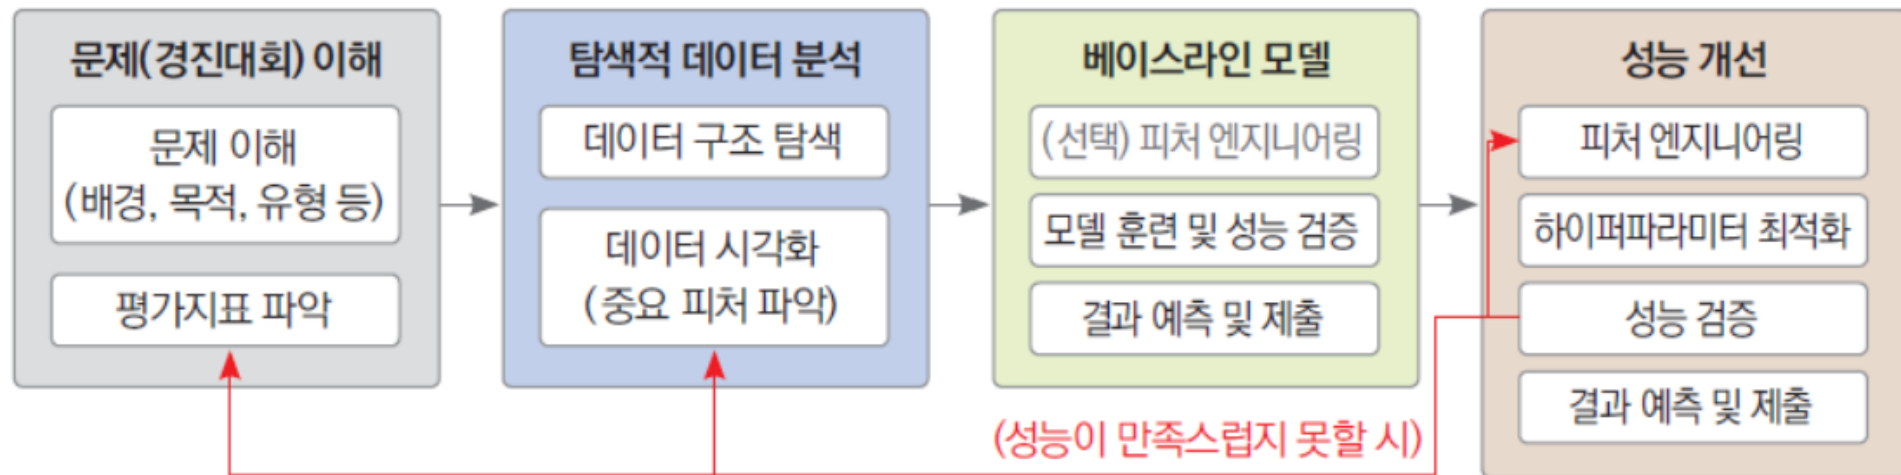 문제(경진대회) 이해
문제 이해
(배경, 목적, 유형 등)
평가지표 파악
탐색적 데이터 분석
데이터 구조 탐색
데이터 시각화
(중요 피처 파악)
베이스라인 모델
(선택) 피처 엔지니어링
모델 훈련 및 성능 검증
결과 예측 및 제출
성능 개선
피처 엔지니어링
하이퍼파라미터 최적화
성능 검증
결과 예측 및 제출
(성능이 만족스럽지 못할 시)